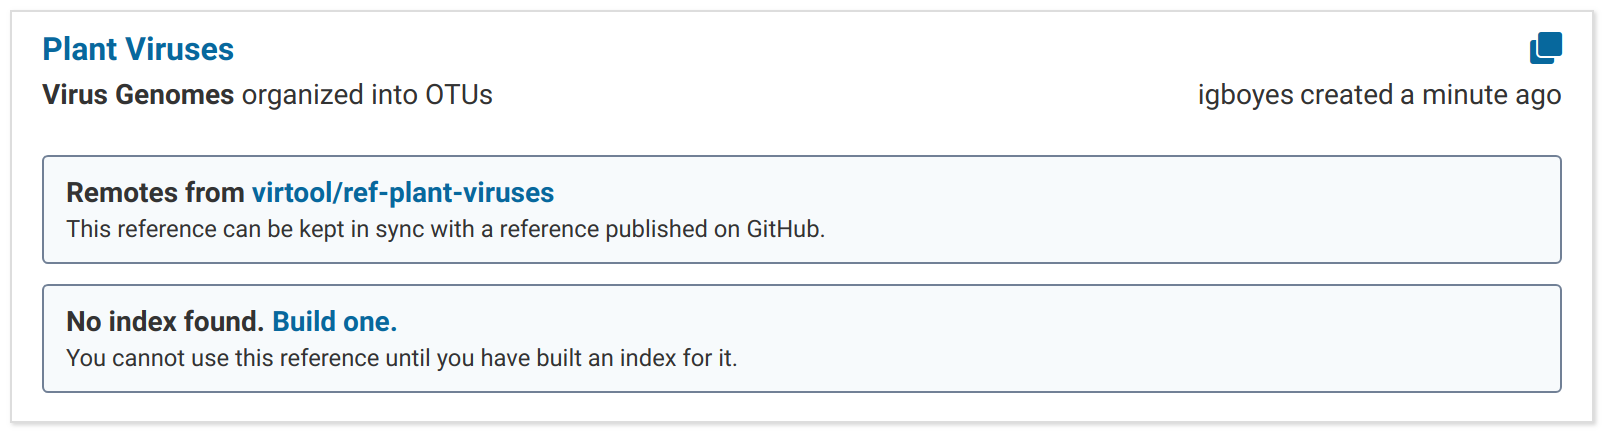 Plant Viruses
Virus Genomes organized into OTUs
igboyes created a minute ago
Remotes from virtool/ref-plant-viruses
This reference can be kept in sync with a reference published on GitHub.
No index found. Build one.
You cannot use this reference until you have built an index for it.